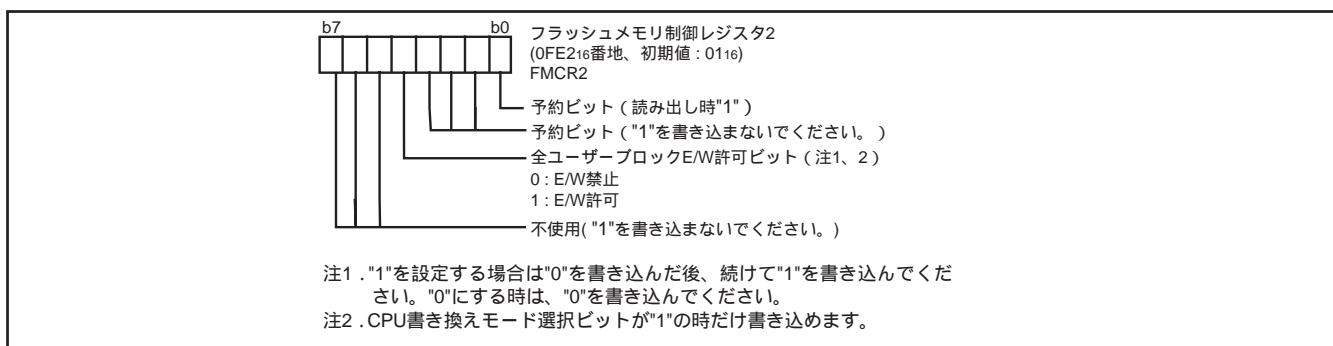 b7 b0
フラッシュメモリ制御レジスタ2
(0FE216番地、初期値 : 0116)
FMCR2
予約ビット ( 読み出し時"1" )
予約ビット ( "1"を書き込まないでください。 )
全ユーザーブロックE/W許可ビット ( 注1、2 )
0 : E/W禁止
1 : E/W許可
不使用( "1"を書き込まないでください。)
注1 . "1"を設定する場合は"0"を書き込んだ後、続けて"1"を書き込んでくだ
さい。"0"にする時は、"0"を書き込んでください。
注2 . CPU書き換えモード選択ビットが"1"の時だけ書き込めます。